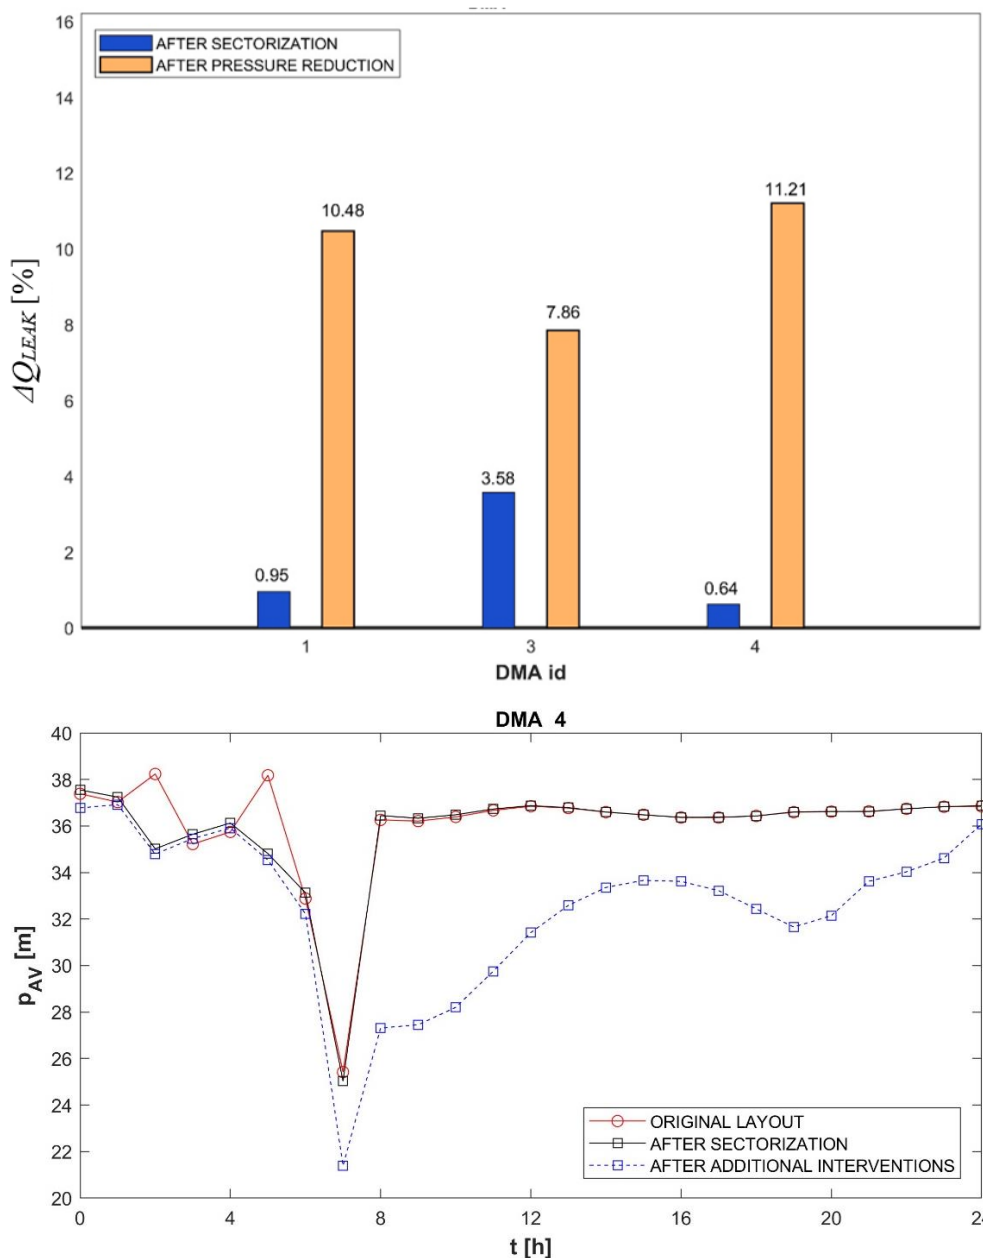 16
AFTER SECTORIZATION
AFTER PRESSURE REDUCTION
14
12
11.21
10.48
10
8
7.86
6
4
3.58
2
0.95
0.64
0
ΔQLEAK [%]
1 3 4
DMA id
DMA 4
40
38
36
34
32
30
28
26
24
22
20
pAV [m]
ORIGINAL LAYOUT
AFTER SECTORIZATION
AFTER ADDITIONAL INTERVENTIONS
0 4 8 12 16 20 24
t [h]